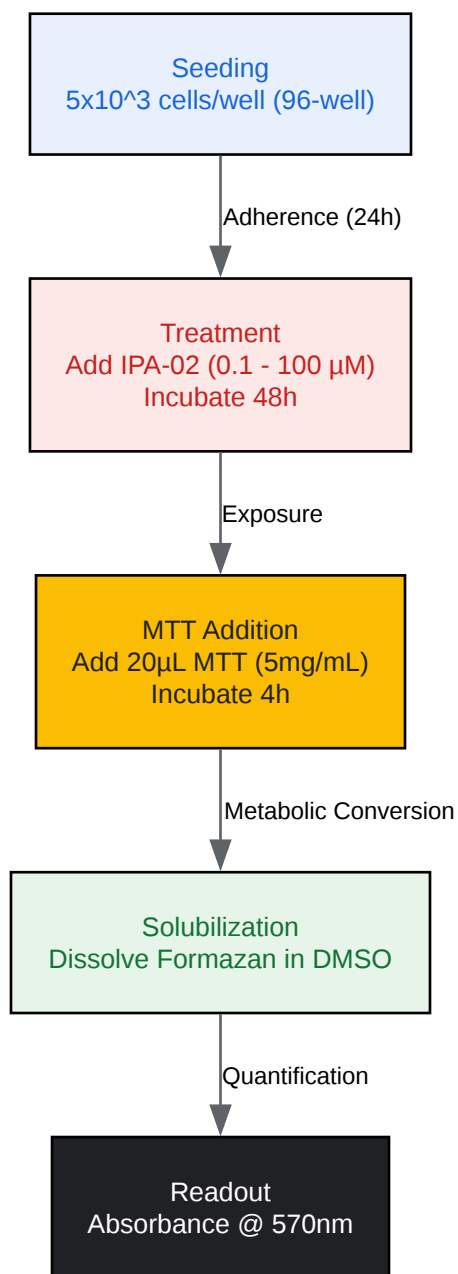 Seeding
5x10^3 cells/well (96-well)
Adherence (24h)
Treatment
Add IPA-02 (0.1 - 100 µM)
Incubate 48h
Exposure
MTT Addition
Add 20µL MTT (5mg/mL)
Incubate 4h
Metabolic Conversion
Solubilization
Dissolve Formazan in DMSO
Quantification
Readout
Absorbance @ 570nm